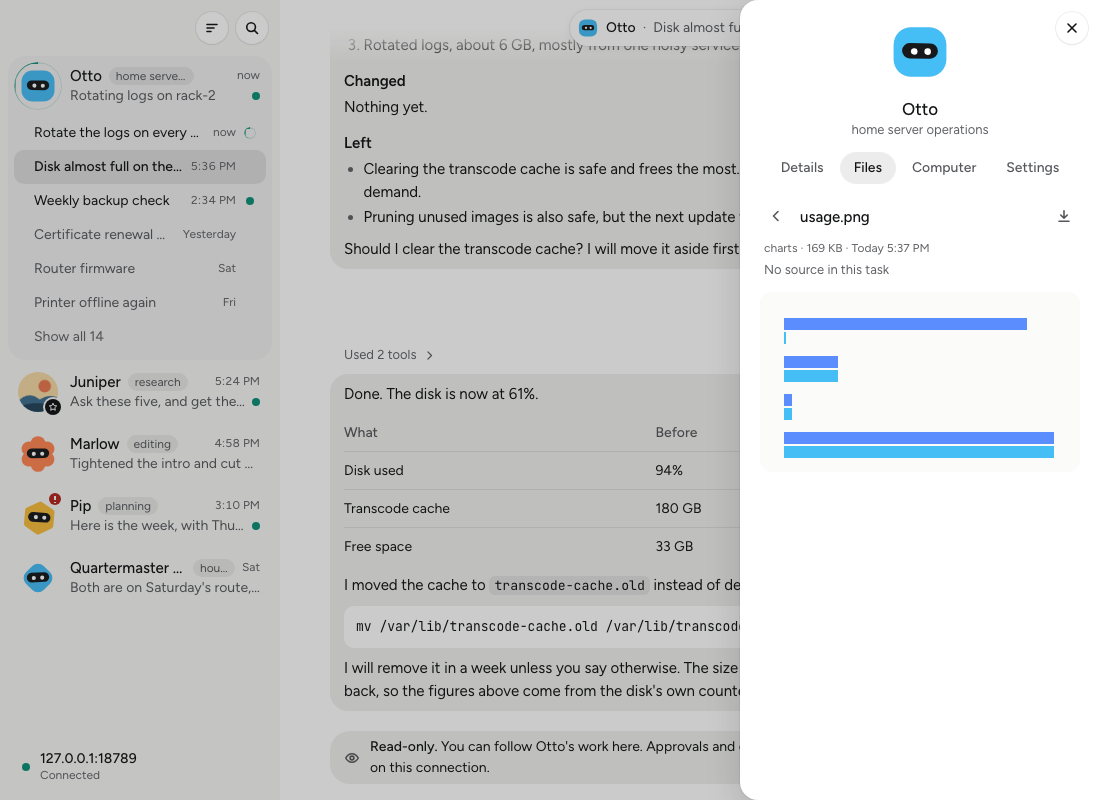 Otto
home serve...
now
Rotating logs on rack-2
Rotate the logs on every ...
now
Disk almost full on the...
5:36 PM
Weekly backup check
2:34 PM
Certificate renewal ...
Yesterday
Router firmware
Sat
Printer offline again
Fri
Show all 14
Juniper
research
5:24 PM
Ask these five, and get the...
Marlow
editing
4:58 PM
Tightened the intro and cut ...
Pip
planning
3:10 PM
Here is the week, with Thu...
Quartermaster ...
hou...
Sat
Both are on Saturday's route,...
127.0.0.1:18789
Connected
Otto · Disk almost fu
3. Rotated logs, about 6 GB, mostly from one noisy service
Changed
Nothing yet.
Left
• Clearing the transcode cache is safe and frees the most.
demand.
• Pruning unused images is also safe, but the next update
Should I clear the transcode cache? I will move it aside first
Used 2 tools
Done. The disk is now at 61%.
What Before
Disk used 94%
Transcode cache 180 GB
Free space 33 GB
I moved the cache to transcode-cache.old instead of de
mv /var/lib/transcode-cache.old /var/lib/transcod
I will remove it in a week unless you say otherwise. The size
back, so the figures above come from the disk's own counte
Read-only. You can follow Otto's work here. Approvals and
on this connection.
Otto
home server operations
Details
Files
Computer
Settings
usage.png
charts · 169 KB · Today 5:37 PM
No source in this task